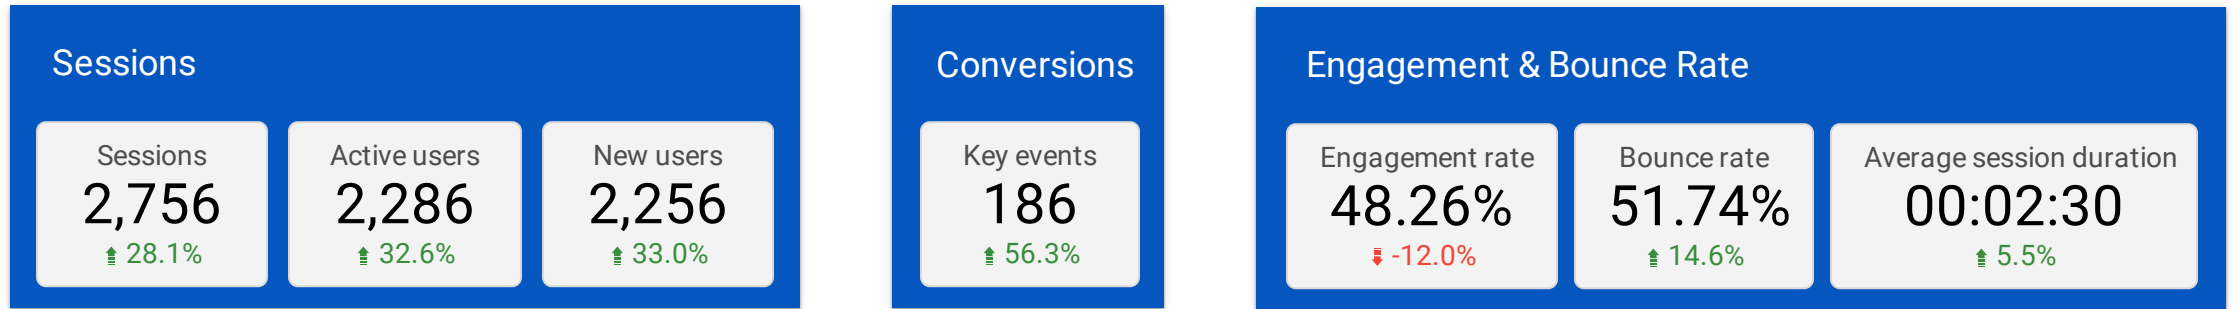 Sessions
Sessions
2,756
28.1%
Active users
2,286
32.6%
New users
2,256
33.0%
Conversions
Key events
186
56.3%
Engagement & Bounce Rate
Engagement rate
48.26%
-12.0%
Bounce rate
51.74%
14.6%
Average session duration
00:02:30
5.5%